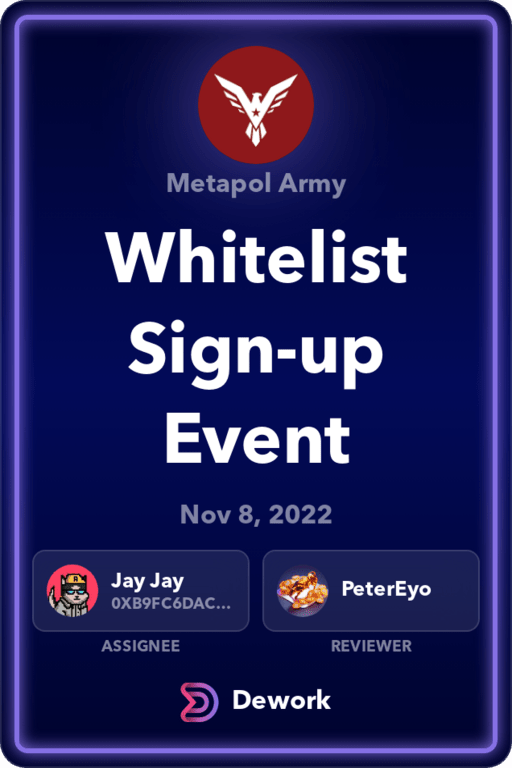 Metapol Army
Whitelist
Sign-up
Event
Nov 8, 2022
Jay Jay
0XB9FC6DAC...
PeterEyo
ASSIGNEE
REVIEWER
Dework